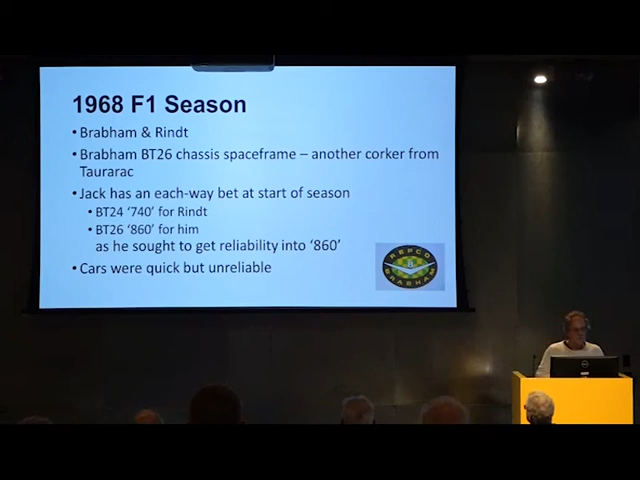 1968 F1 Season
• Brabham & Rindt
• Brabham BT26 chassis spaceframe – another corker from
Taurarac
• Jack has an each-way bet at start of season
• BT24 ‘740’ for Rindt
• BT26 ‘860’ for him
as he sought to get reliability into ‘860’
• Cars were quick but unreliable
REPCO
BRABHAM